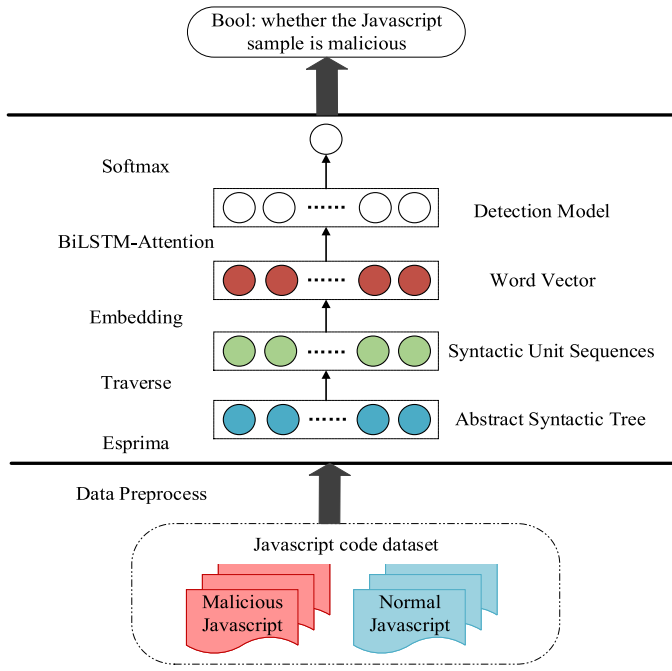 Bool: whether the Javascript
sample is malicious
Softmax
Detection Model
BiLSTM-Attention
Word Vector
Embedding
Syntactic Unit Sequences
Traverse
Abstract Syntactic Tree
Esprima
Data Preprocess
Javascript code dataset
Malicious
Javascript
Normal
Javascript